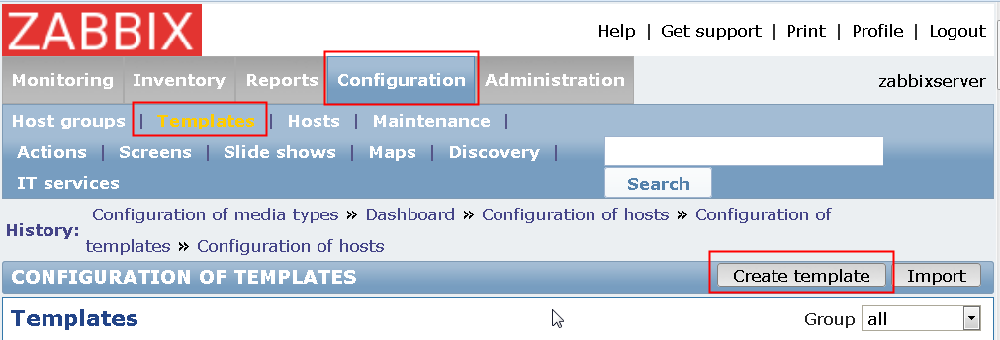 ZABBIX
Help | Get support | Print | Profile | Logout
Monitoring Inventory Reports Configuration Administration
zabbixserver
Host groups | Templates | Hosts | Maintenance |
Actions | Screens | Slide shows | Maps | Discovery |
IT services
Search
History: Configuration of media types » Dashboard » Configuration of hosts » Configuration of
templates » Configuration of hosts
CONFIGURATION OF TEMPLATES Create template Import
Templates Group all